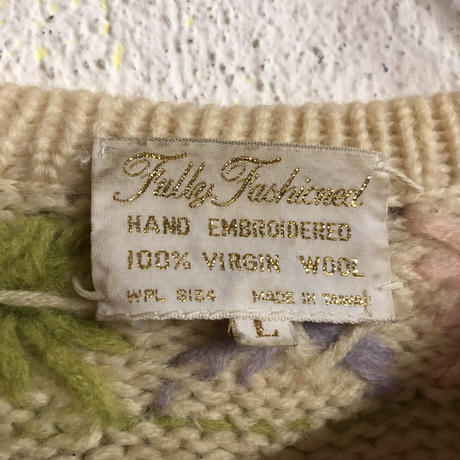 Fully Fashioned
HAND EMBROIDERED
100% VIRGIN WOOL
WPL 8134 MADE IN TAIWAN
L